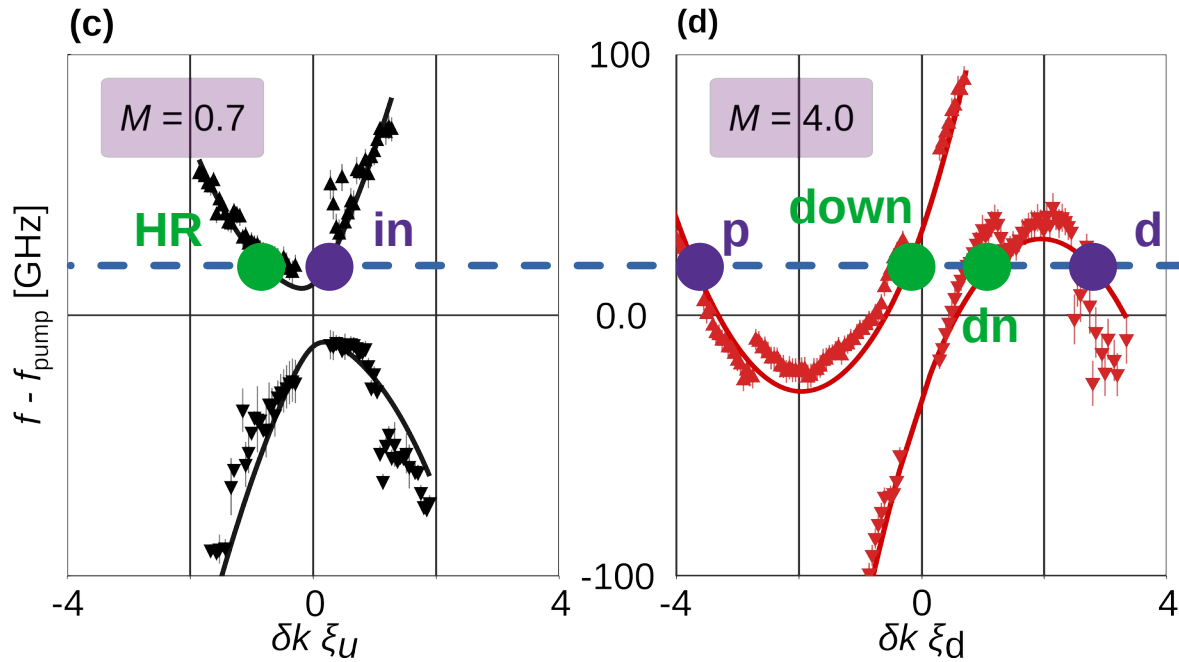 (c)
(d)
M = 0.7
HR
in
f - fpump [GHz]
-4
0
4
δk ξu
100
0.0
-100
M = 4.0
p
down
dn
d
-4
0
4
δk ξd